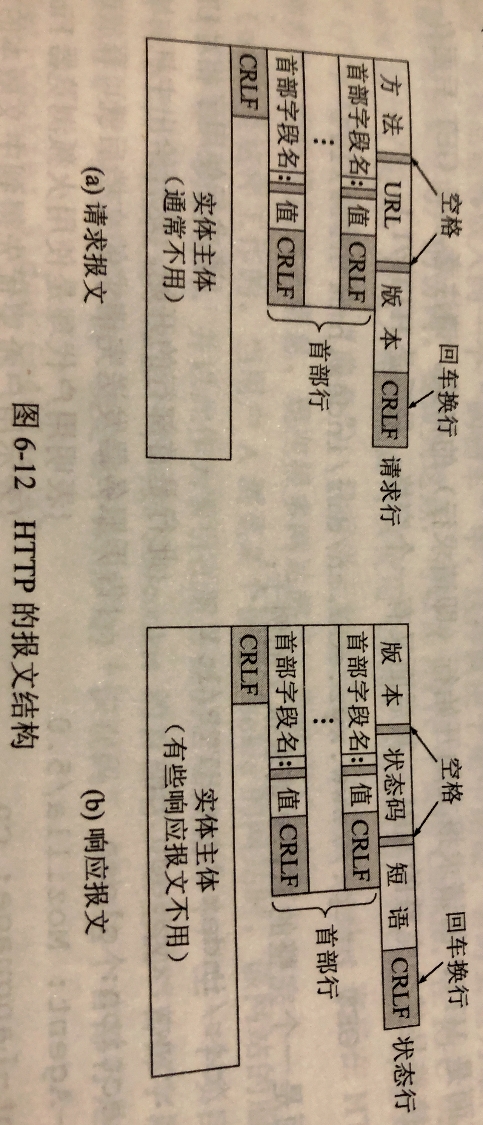 空格
回车换行
方 法 URL 版 本 CRLF 请求行
首部字段名: 值 CRLF
⋮
首部行
首部字段名: 值 CRLF
CRLF
实体主体
（通常不用）
(a) 请求报文
空格
回车换行
版 本 状态码 短 语 CRLF 状态行
首部字段名: 值 CRLF
⋮
首部行
首部字段名: 值 CRLF
CRLF
实体主体
（有些响应报文不用）
(b) 响应报文
图 6-12 HTTP 的报文结构